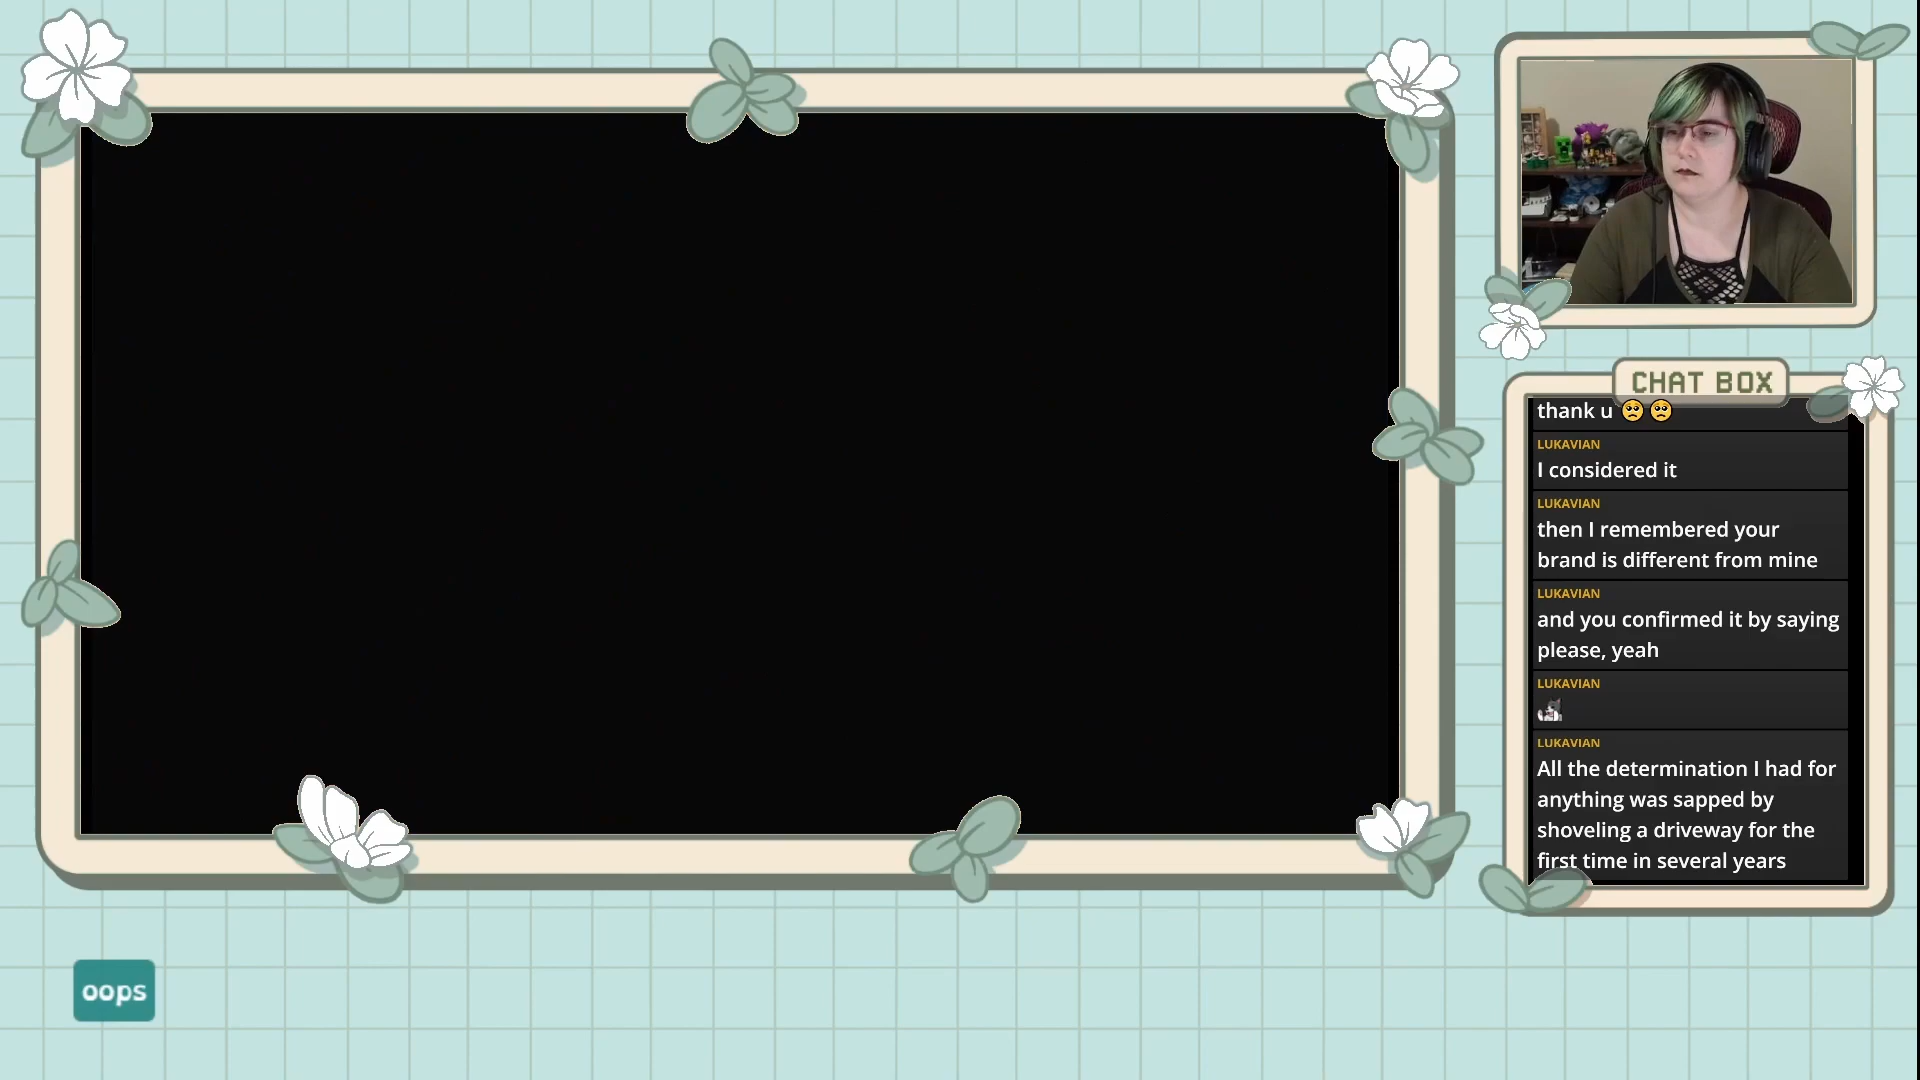 CHAT BOX
thank u 🥺 🥺
LUKAVIAN
I considered it
LUKAVIAN
then I remembered your
brand is different from mine
LUKAVIAN
and you confirmed it by saying
please, yeah
LUKAVIAN
LUKAVIAN
All the determination I had for
anything was sapped by
shoveling a driveway for the
first time in several years
oops